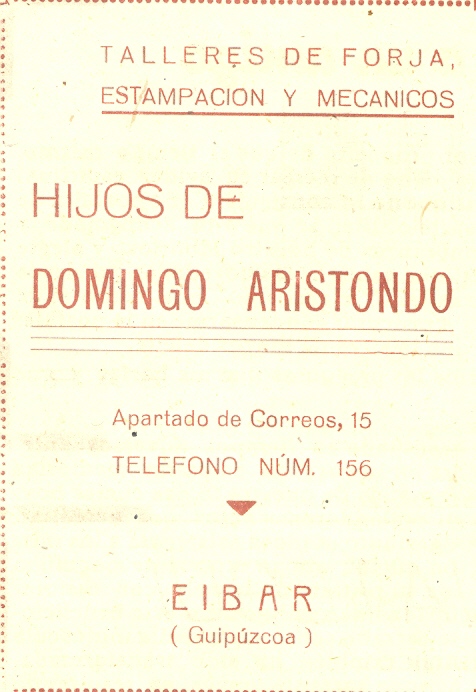 TALLERES DE FORJA,
ESTAMPACION Y MECANICOS
HIJOS DE
DOMINGO ARISTONDO
Apartado de Correos, 15
TELEFONO NÚM. 156
EIBAR
( Guipúzcoa )